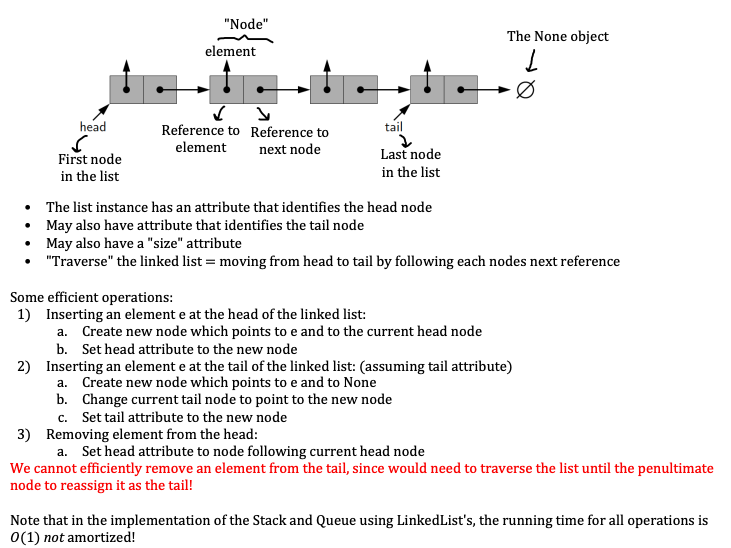 "Node"
The None object
element
∅
head
Reference to element
Reference to next node
tail
First node in the list
Last node in the list
• The list instance has an attribute that identifies the head node
• May also have attribute that identifies the tail node
• May also have a "size" attribute
• "Traverse" the linked list = moving from head to tail by following each nodes next reference
Some efficient operations:
1) Inserting an element e at the head of the linked list:
a. Create new node which points to e and to the current head node
b. Set head attribute to the new node
2) Inserting an element e at the tail of the linked list: (assuming tail attribute)
a. Create new node which points to e and to None
b. Change current tail node to point to the new node
c. Set tail attribute to the new node
3) Removing element from the head:
a. Set head attribute to node following current head node
We cannot efficiently remove an element from the tail, since would need to traverse the list until the penultimate
node to reassign it as the tail!
Note that in the implementation of the Stack and Queue using LinkedList's, the running time for all operations is
O(1) not amortized!